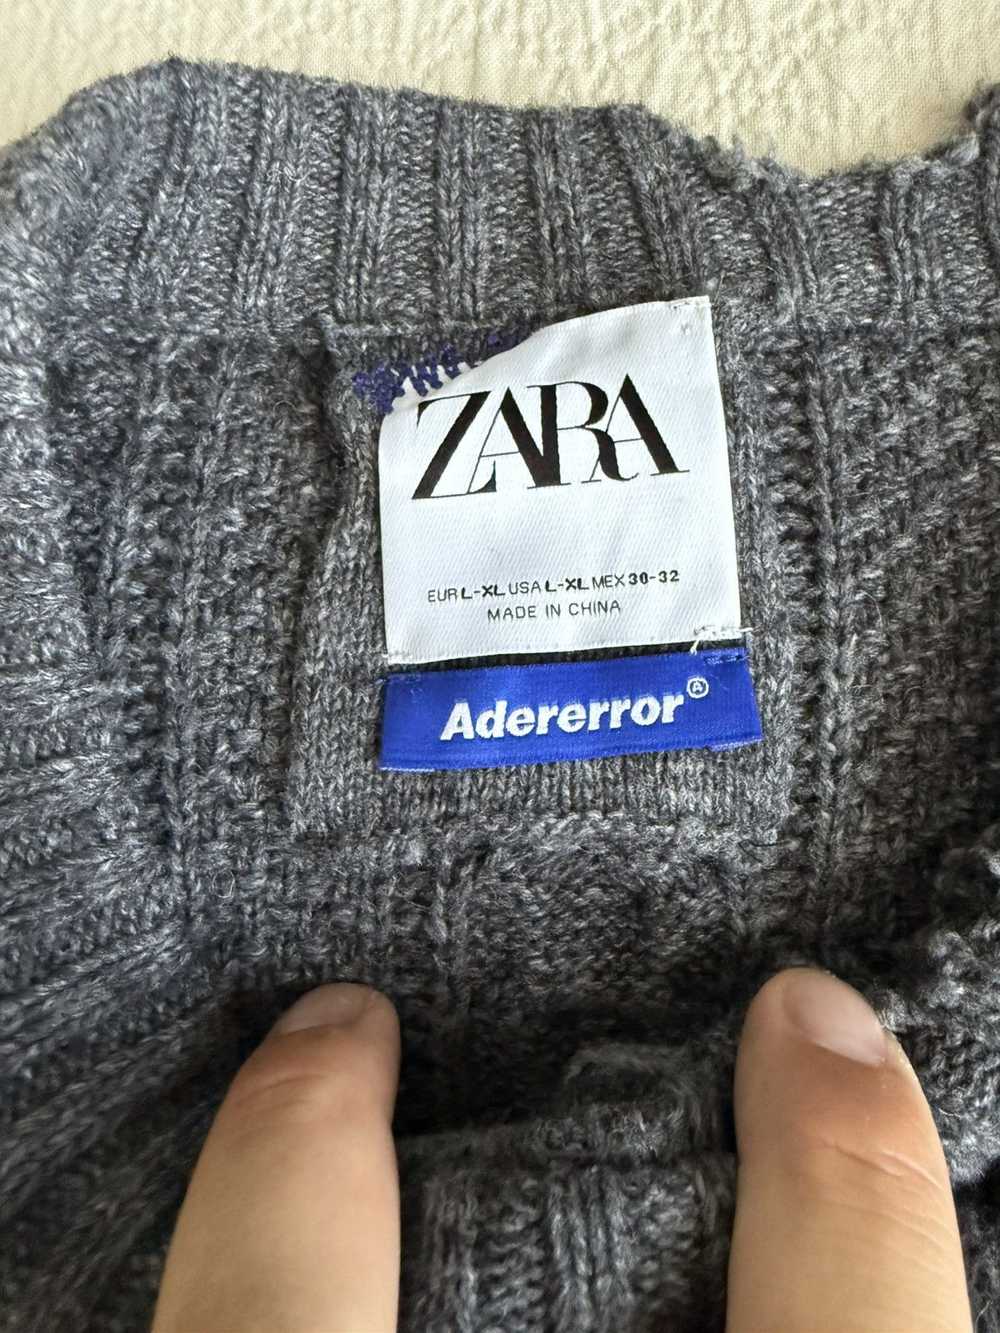 ZARA
EUR L-XL USA L-XL MEX 30-32
MADE IN CHINA
Adererror Ⓐ